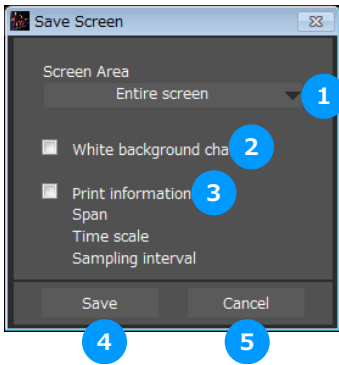 Save Screen
Screen Area
Entire screen
1
White background cha
2
Print information
3
Span
Time scale
Sampling interval
Save
Cancel
4
5